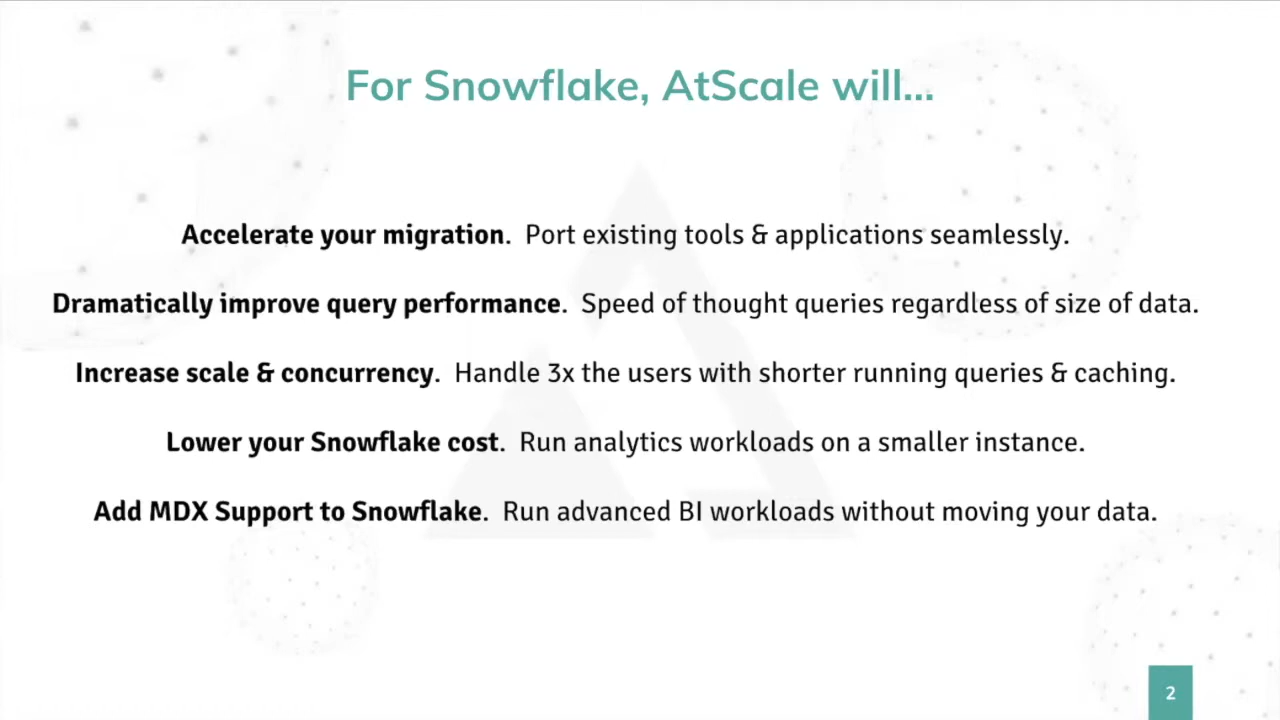 For Snowflake, AtScale will...
Accelerate your migration. Port existing tools & applications seamlessly.
Dramatically improve query performance. Speed of thought queries regardless of size of data.
Increase scale & concurrency. Handle 3x the users with shorter running queries & caching.
Lower your Snowflake cost. Run analytics workloads on a smaller instance.
Add MDX Support to Snowflake. Run advanced BI workloads without moving your data.
2